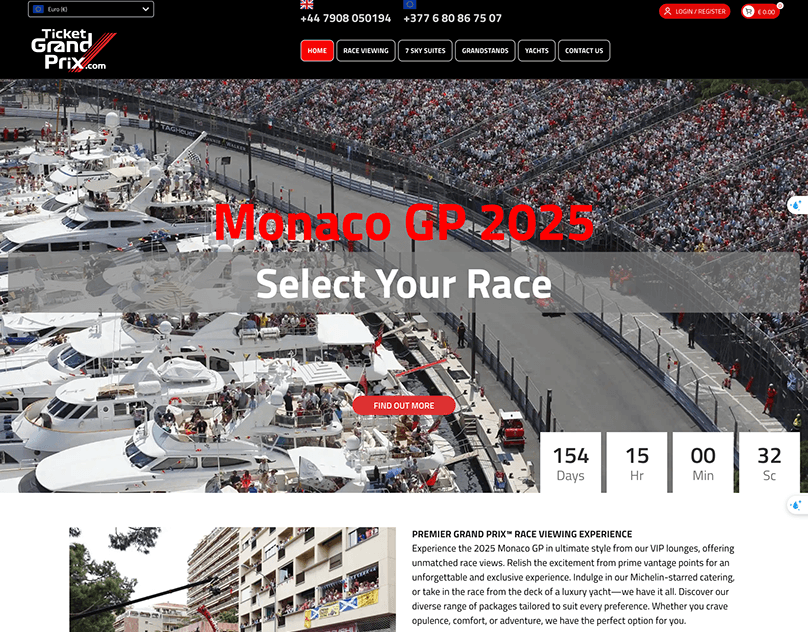 Euro (€)
+44 7908 050194
+377 6 80 86 75 07
LOGIN / REGISTER
€ 0.00
0
Ticket
Grand
Prix.com
HOME
RACE VIEWING
7 SKY SUITES
GRANDSTANDS
YACHTS
CONTACT US
TAGHeuer
Monaco GP 2025
Select Your Race
FIND OUT MORE
154
Days
15
Hr
00
Min
32
Sc
PREMIER GRAND PRIX™ RACE VIEWING EXPERIENCE
Experience the 2025 Monaco GP in ultimate style from our VIP lounges, offering
unmatched race views. Relish the excitement from prime vantage points for an
unforgettable and exclusive experience. Indulge in our Michelin-starred catering,
or take in the race from the deck of a luxury yacht—we have it all. Discover our
diverse range of packages tailored to suit every preference. Whether you crave
opulence, comfort, or adventure, we have the perfect option for you.